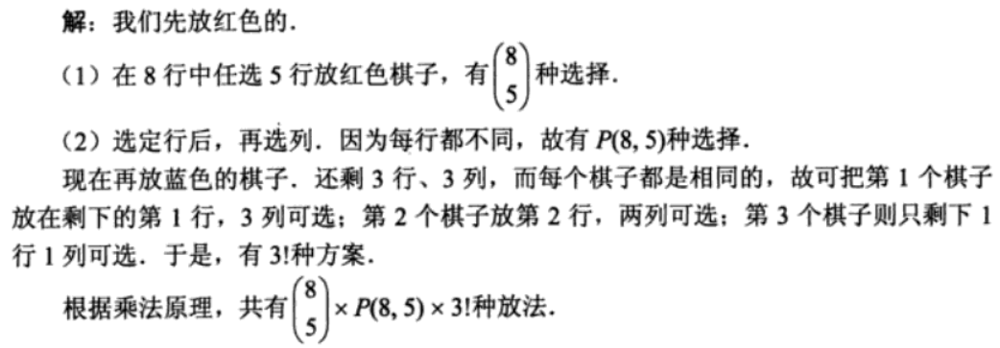 解：我们先放红色的．
（1）在 8 行中任选 5 行放红色棋子，有(8 5)种选择．
（2）选定行后，再选列．因为每行都不同，故有 P(8, 5)种选择．
现在再放蓝色的棋子．还剩 3 行、3 列，而每个棋子都是相同的，故可把第 1 个棋子
放在剩下的第 1 行，3 列可选；第 2 个棋子放第 2 行，两列可选；第 3 个棋子则只剩下 1
行 1 列可选．于是，有 3!种方案．
根据乘法原理，共有(8 5)× P(8, 5) × 3!种放法．